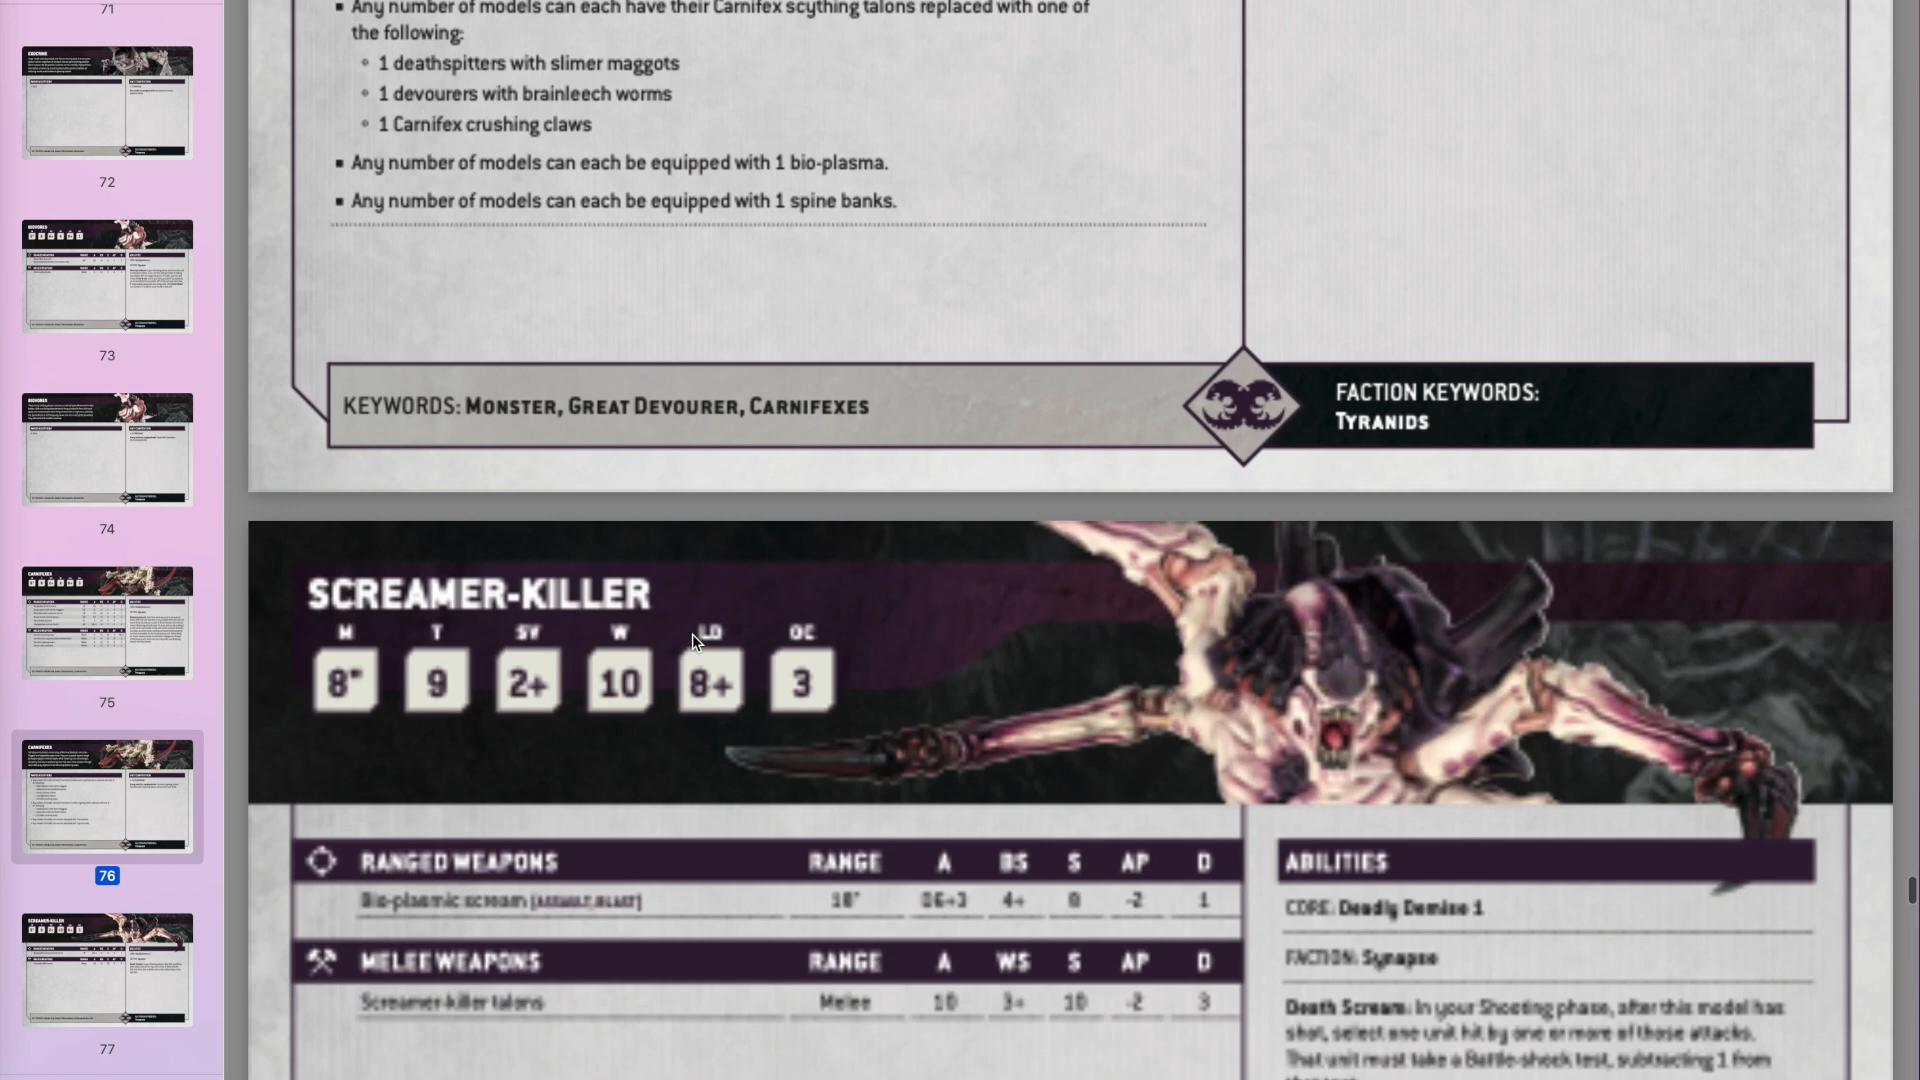 71
72
73
74
75
76
77
▪ Any number of models can each have their Carnifex scything talons replaced with one of
the following:
◦ 1 deathspitters with slimer maggots
◦ 1 devourers with brainleech worms
◦ 1 Carnifex crushing claws
▪ Any number of models can each be equipped with 1 bio-plasma.
▪ Any number of models can each be equipped with 1 spine banks.
KEYWORDS: MONSTER, GREAT DEVOURER, CARNIFEXES
FACTION KEYWORDS:
TYRANIDS
SCREAMER-KILLER
M T SV W LD OC
8" 9 2+ 10 8+ 3
RANGED WEAPONS RANGE A BS S AP D
Bio-plasmic scream [ASSAULT, BLAST] 18" D6+3 4+ 8 -2 1
MELEE WEAPONS RANGE A WS S AP D
Screamer-killer talons Melee 10 3+ 10 -2 3
ABILITIES
CORE: Deadly Demise 1
FACTION: Synapse
Death Scream: In your Shooting phase, after this model has
shot, select one unit hit by one or more of those attacks.
That unit must take a Battle-shock test, subtracting 1 from